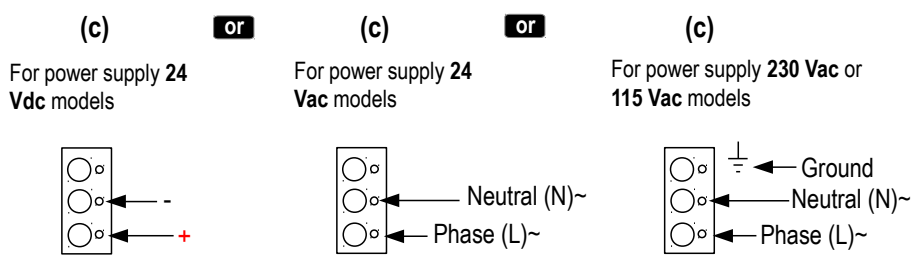 (c)
or
(c)
or
(c)
For power supply 24
Vdc models
For power supply 24
Vac models
For power supply 230 Vac or
115 Vac models
-
+
Neutral (N)~
Phase (L)~
Ground
Neutral (N)~
Phase (L)~